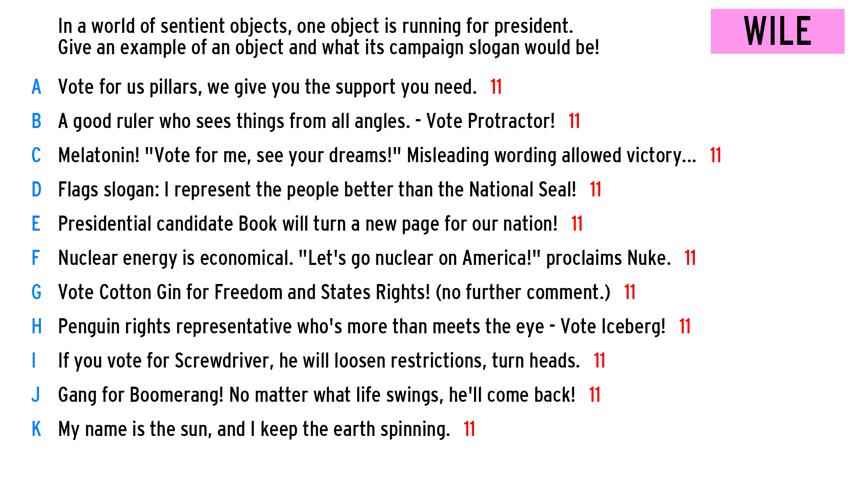 In a world of sentient objects, one object is running for president.
Give an example of an object and what its campaign slogan would be!
WILE
A Vote for us pillars, we give you the support you need. 11
B A good ruler who sees things from all angles. - Vote Protractor! 11
C Melatonin! "Vote for me, see your dreams!" Misleading wording allowed victory... 11
D Flags slogan: I represent the people better than the National Seal! 11
E Presidential candidate Book will turn a new page for our nation! 11
F Nuclear energy is economical. "Let's go nuclear on America!" proclaims Nuke. 11
G Vote Cotton Gin for Freedom and States Rights! (no further comment.) 11
H Penguin rights representative who's more than meets the eye - Vote Iceberg! 11
I If you vote for Screwdriver, he will loosen restrictions, turn heads. 11
J Gang for Boomerang! No matter what life swings, he'll come back! 11
K My name is the sun, and I keep the earth spinning. 11